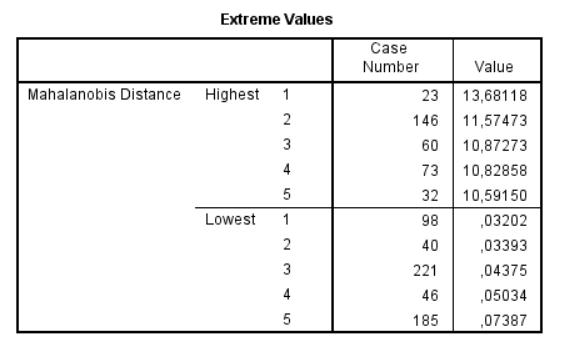 Extreme Values
Case Number Value
Mahalanobis Distance Highest 1 23 13,68118
2 146 11,57473
3 60 10,87273
4 73 10,82858
5 32 10,59150
Lowest 1 98 ,03202
2 40 ,03393
3 221 ,04375
4 46 ,05034
5 185 ,07387